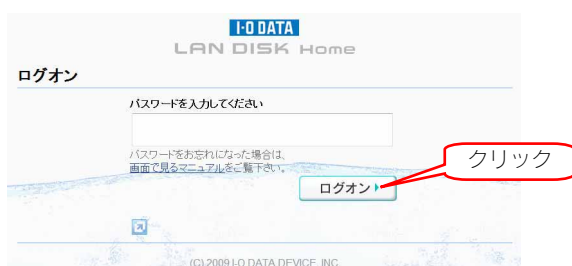 I-O DATA
LAN DISK Home
ログオン
パスワードを入力してください
パスワードをお忘れになった場合は、
画面で見るマニュアルをご覧下さい。
クリック
ログオン
(C) 2009 I-O DATA DEVICE, INC.